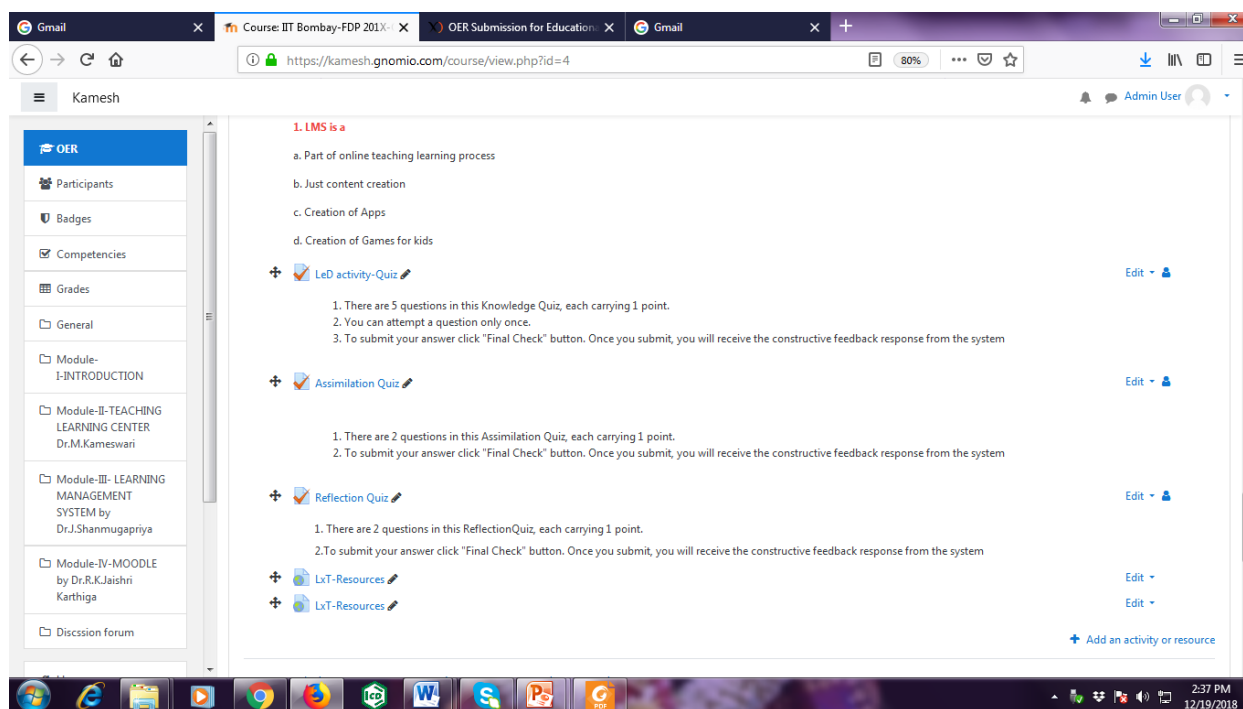 Gmail
Course: IIT Bombay-FDP 201X-
OER Submission for Educationa
Gmail
https://kamesh.gnomio.com/course/view.php?id=4
80%
Kamesh
Admin User
OER
Participants
Badges
Competencies
Grades
General
Module-
I-INTRODUCTION
Module-II-TEACHING
LEARNING CENTER
Dr.M.Kameswari
Module-III- LEARNING
MANAGEMENT
SYSTEM by
Dr.J.Shanmugapriya
Module-IV-MOODLE
by Dr.R.K.Jaishri
Karthiga
Discssion forum
1. LMS is a
a. Part of online teaching learning process
b. Just content creation
c. Creation of Apps
d. Creation of Games for kids
LeD activity-Quiz
Edit
1. There are 5 questions in this Knowledge Quiz, each carrying 1 point.
2. You can attempt a question only once.
3. To submit your answer click "Final Check" button. Once you submit, you will receive the constructive feedback response from the system
Assimilation Quiz
Edit
1. There are 2 questions in this Assimilation Quiz, each carrying 1 point.
2. To submit your answer click "Final Check" button. Once you submit, you will receive the constructive feedback response from the system
Reflection Quiz
Edit
1. There are 2 questions in this ReflectionQuiz, each carrying 1 point.
2.To submit your answer click "Final Check" button. Once you submit, you will receive the constructive feedback response from the system
LxT-Resources
Edit
LxT-Resources
Edit
Add an activity or resource
2:37 PM
12/19/2018